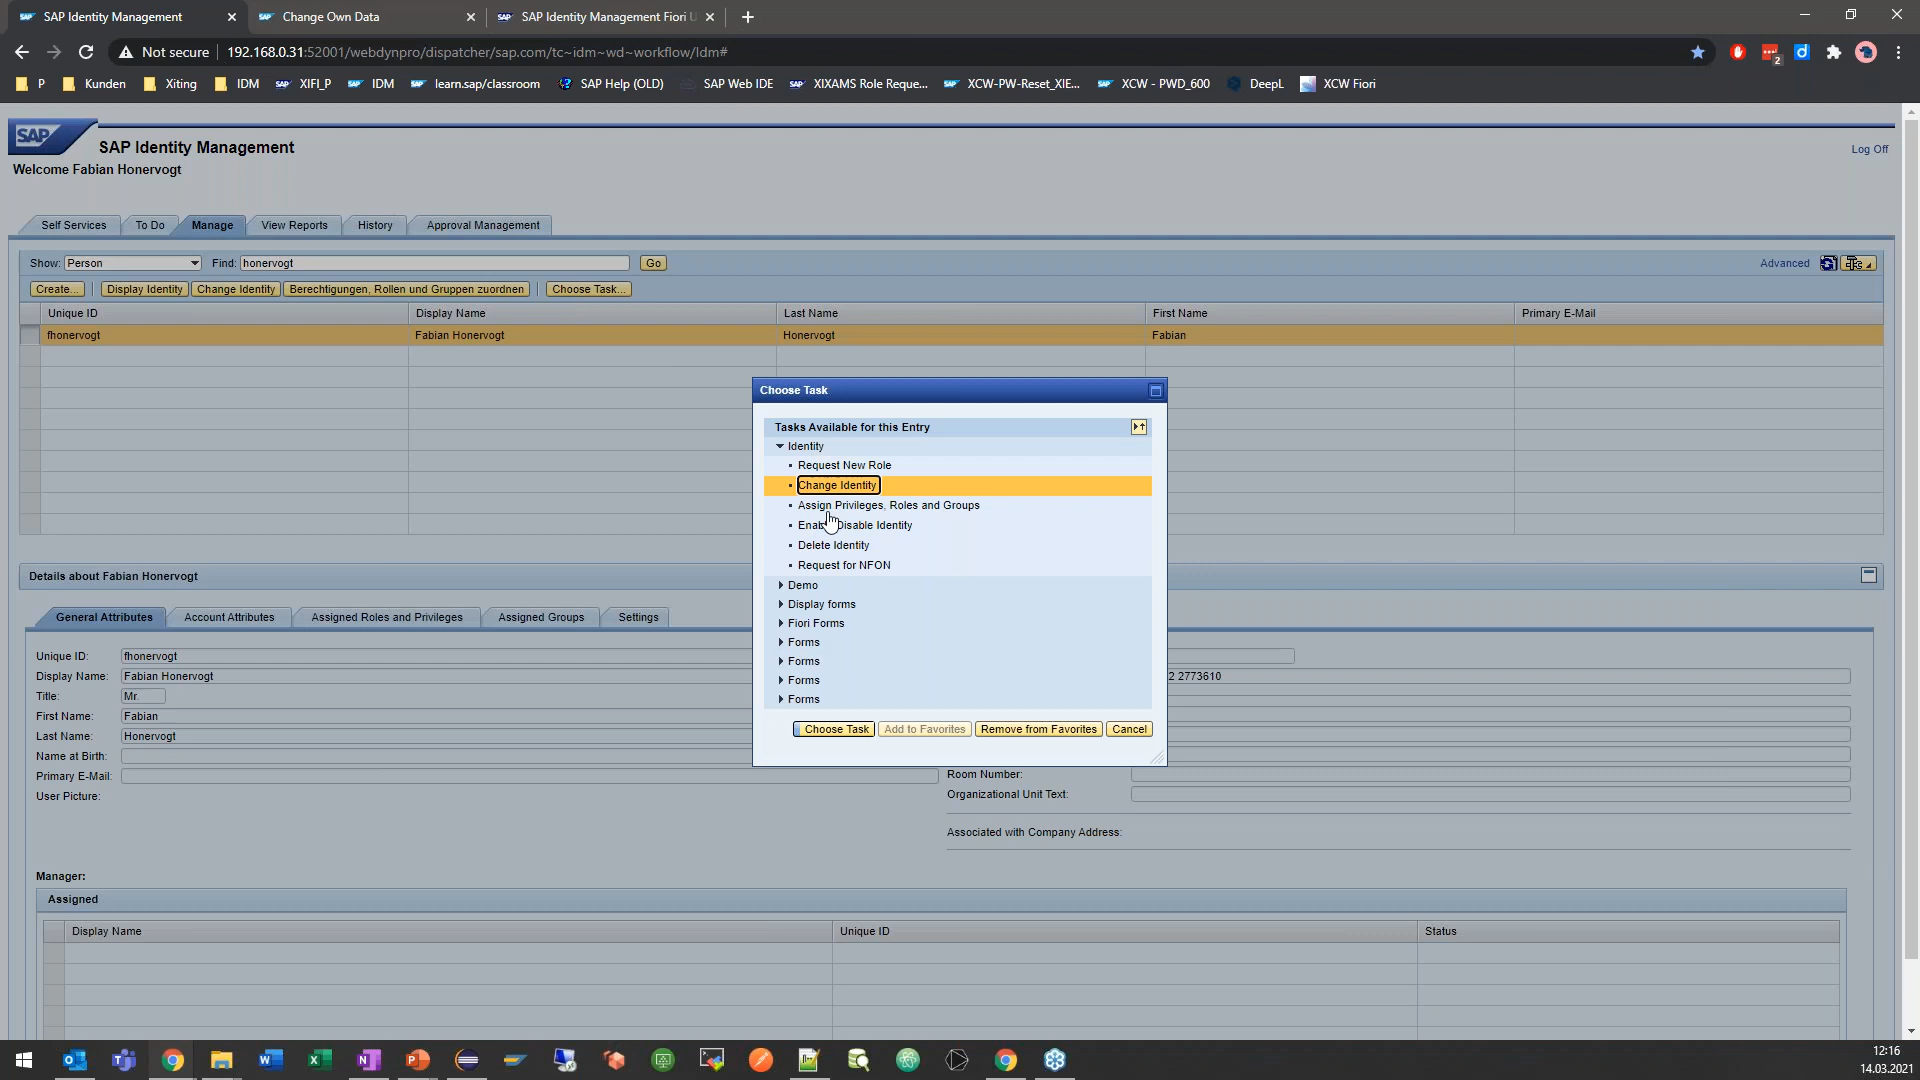 SAP Identity Management
Change Own Data
SAP Identity Management Fiori U
Not secure
192.168.0.31:52001/webdynpro/dispatcher/sap.com/tc~idm~wd~workflow/Idm#
2
P
Kunden
Xiting
IDM
XIFI_P
IDM
learn.sap/classroom
SAP Help (OLD)
SAP Web IDE
XIXAMS Role Reque...
XCW-PW-Reset_XIE...
XCW - PWD_600
DeepL
XCW Fiori
SAP
SAP Identity Management
Log Off
Welcome Fabian Honervogt
Self Services
To Do
Manage
View Reports
History
Approval Management
Show: Person
Find: honervogt
Go
Advanced
Create...
Display Identity
Change Identity
Berechtigungen, Rollen und Gruppen zuordnen
Choose Task...
Unique ID
Display Name
Last Name
First Name
Primary E-Mail
fhonervogt
Fabian Honervogt
Honervogt
Fabian
Choose Task
Tasks Available for this Entry
Identity
Request New Role
Change Identity
Assign Privileges, Roles and Groups
Disable Identity
Delete Identity
Request for NFON
Demo
Display forms
Fiori Forms
Forms
Forms
Forms
Forms
Choose Task
Add to Favorites
Remove from Favorites
Cancel
Details about Fabian Honervogt
General Attributes
Account Attributes
Assigned Roles and Privileges
Assigned Groups
Settings
Unique ID: fhonervogt
Display Name: Fabian Honervogt
2 2773610
Title: Mr.
First Name: Fabian
Last Name: Honervogt
Name at Birth:
Primary E-Mail:
Room Number:
User Picture:
Organizational Unit Text:
Associated with Company Address:
Manager:
Assigned
Display Name
Unique ID
Status
12:16
14.03.2021